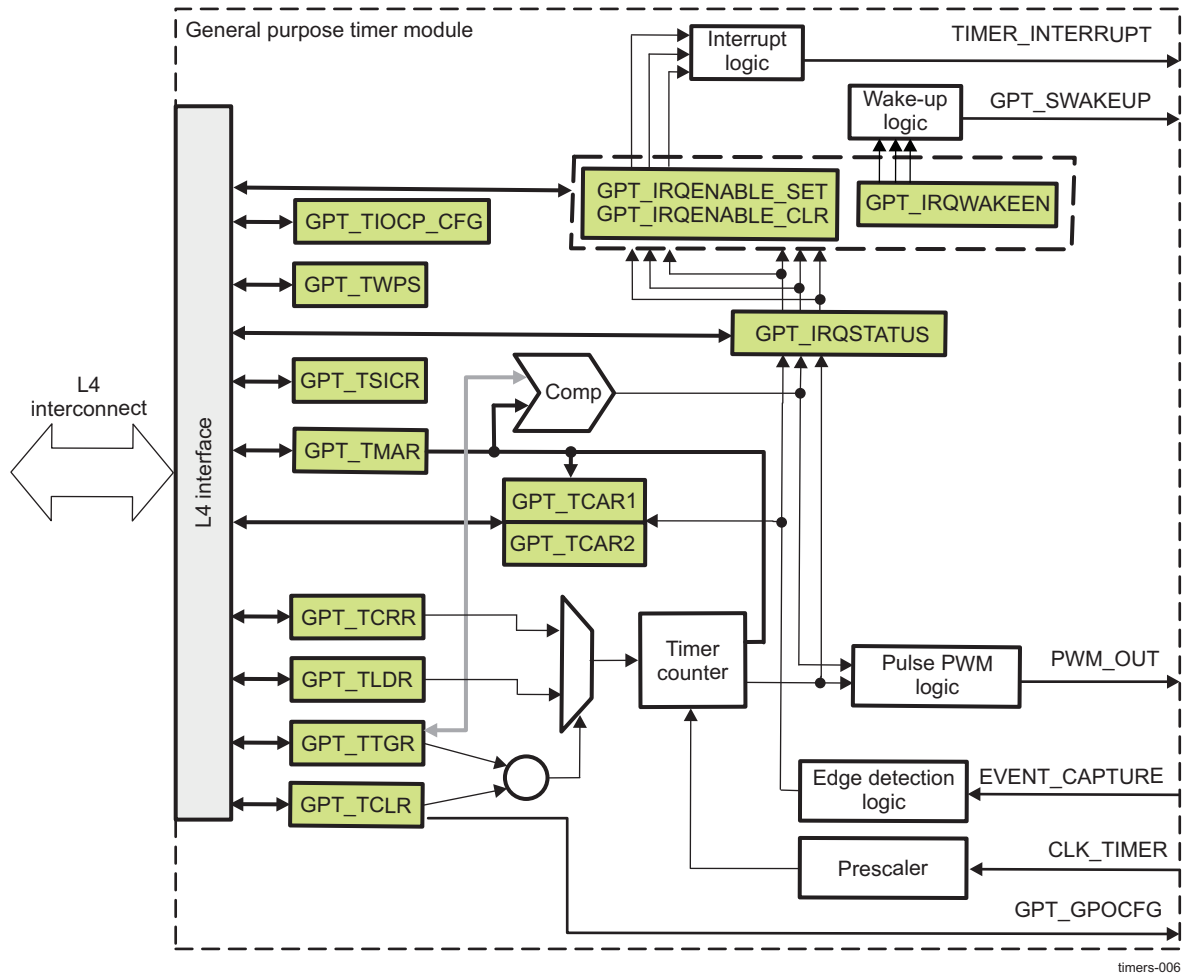 General purpose timer module
Interrupt
logic
TIMER_INTERRUPT
Wake-up
logic
GPT_SWAKEUP
GPT_IRQENABLE_SET
GPT_IRQENABLE_CLR
GPT_IRQWAKEEN
GPT_TIOCP_CFG
GPT_TWPS
GPT_IRQSTATUS
L4
interconnect
L4 interface
GPT_TSICR
Comp
GPT_TMAR
GPT_TCAR1
GPT_TCAR2
GPT_TCRR
Timer
counter
GPT_TLDR
Pulse PWM
logic
PWM_OUT
GPT_TTGR
Edge detection
logic
EVENT_CAPTURE
GPT_TCLR
Prescaler
CLK_TIMER
GPT_GPOCFG
timers-006